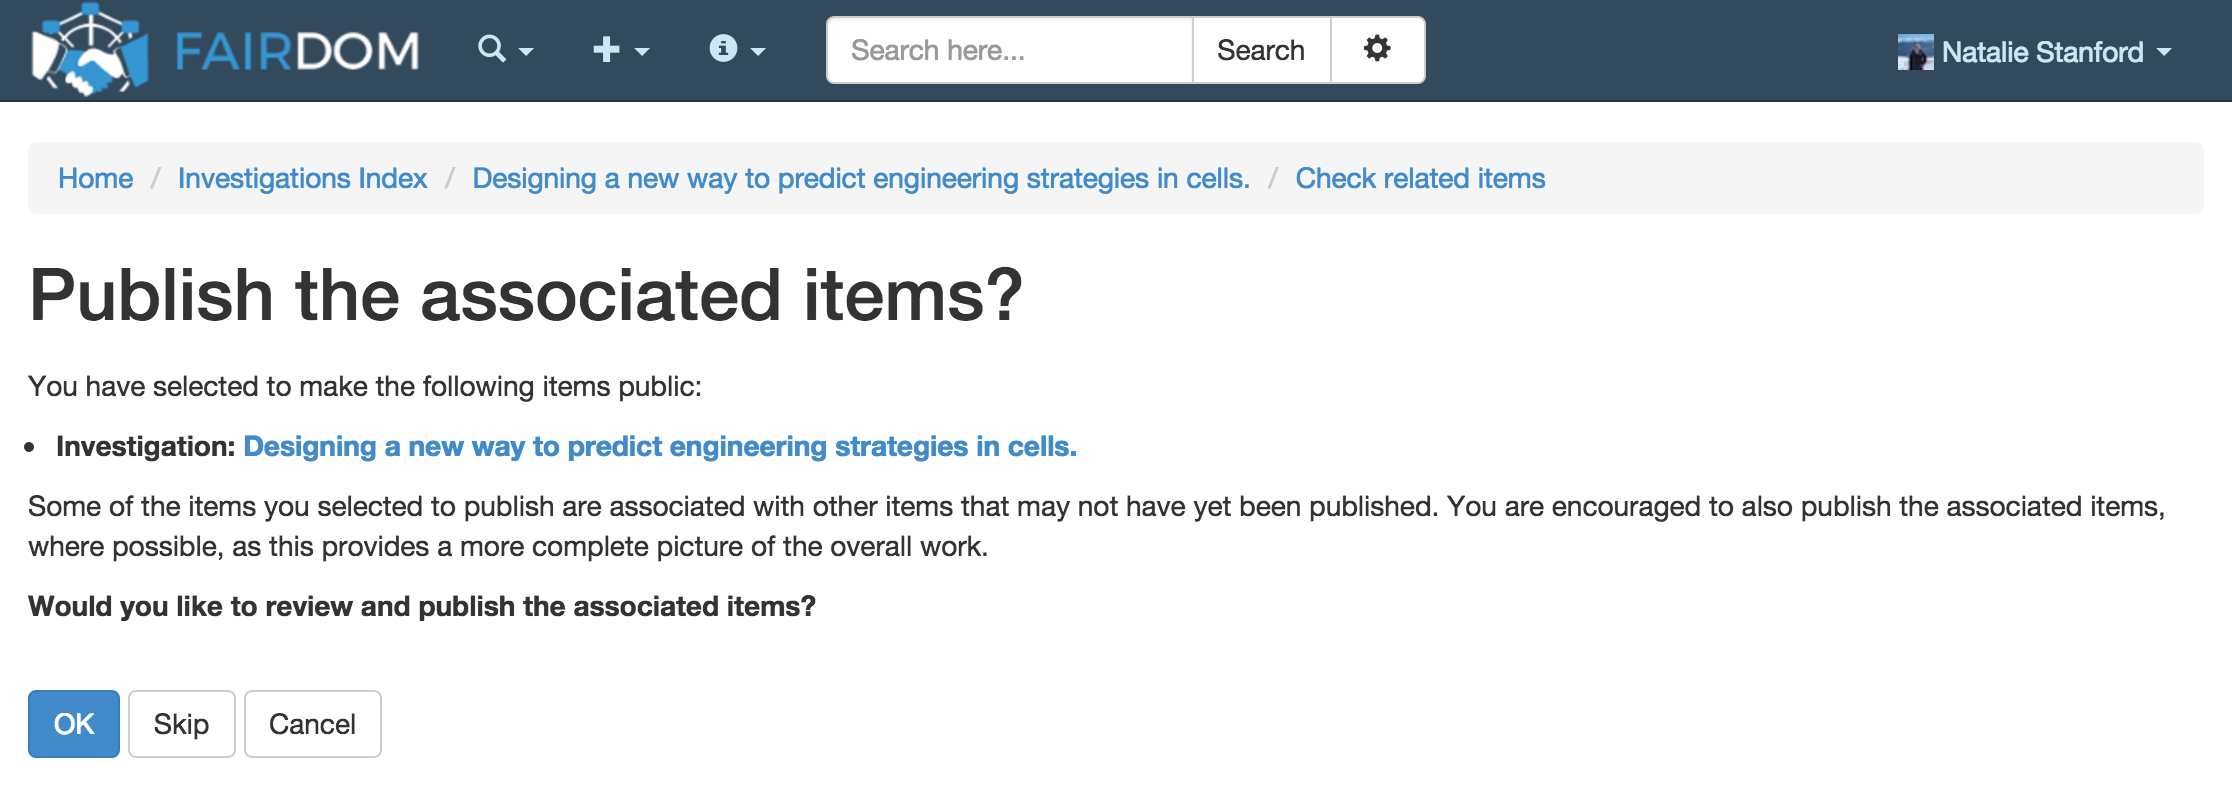 FAIRDOM
Search here...
Search
Natalie Stanford
Home / Investigations Index / Designing a new way to predict engineering strategies in cells. / Check related items
Publish the associated items?
You have selected to make the following items public:
• Investigation: Designing a new way to predict engineering strategies in cells.
Some of the items you selected to publish are associated with other items that may not have yet been published. You are encouraged to also publish the associated items,
where possible, as this provides a more complete picture of the overall work.
Would you like to review and publish the associated items?
OK
Skip
Cancel